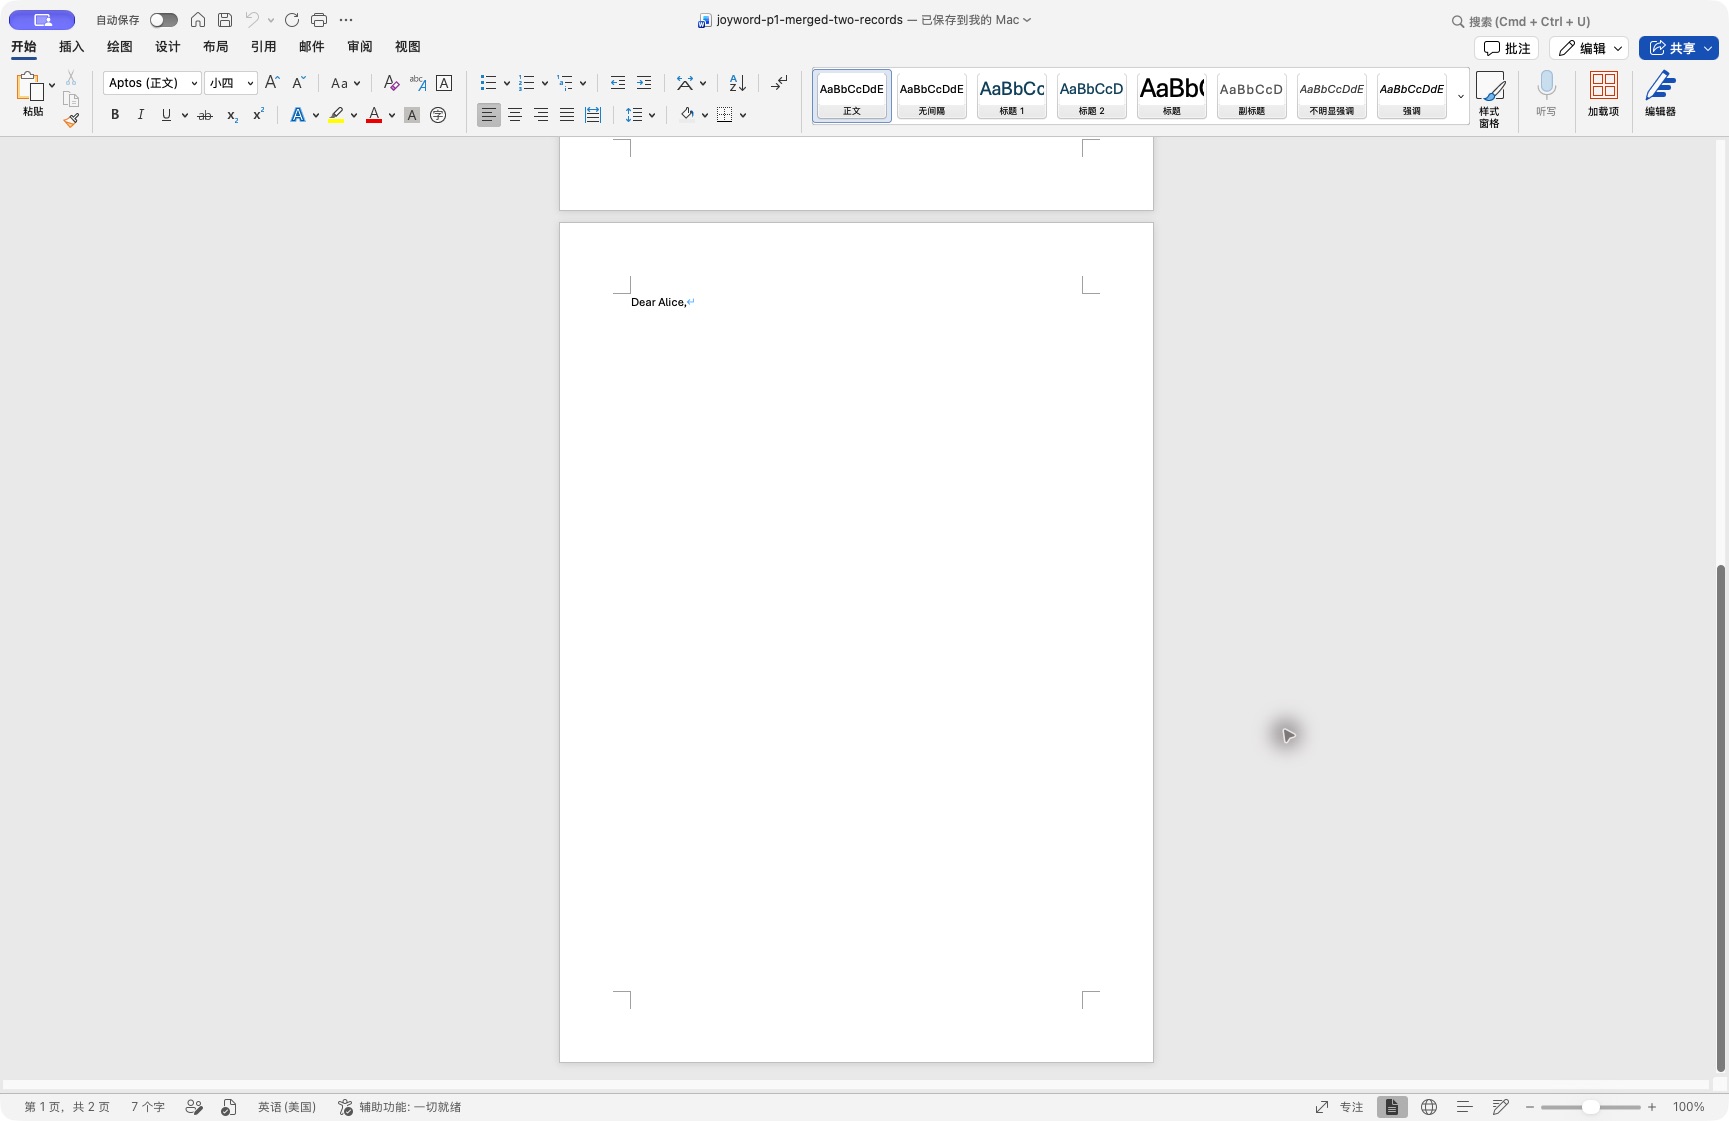 自动保存
joyword-p1-merged-two-records — 已保存到我的 Mac
搜索 (Cmd + Ctrl + U)
开始 插入 绘图 设计 布局 引用 邮件 审阅 视图
批注 编辑 共享
粘贴
Aptos (正文) 小四 A A Aa A abc A
B I U ab x₂ x² A A A 字
AaBbCcDdE AaBbCcDdE AaBbCc AaBbCcD AaBb( AaBbCcD AaBbCcDdE AaBbCcDdE
正文 无间隔 标题 1 标题 2 标题 副标题 不明显强调 强调
样式
窗格
听写 加载项 编辑器
Dear Alice,
第 1 页，共 2 页 7 个字 英语 (美国) 辅助功能: 一切就绪 专注 100%